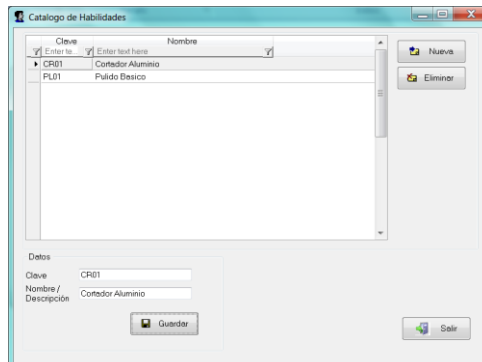 Catalogo de Habilidades
Clave Nombre
Enter te... Enter text here
CR01 Cortador Aluminio
PL01 Pulido Basico
Nueva
Eliminar
Datos
Clave CR01
Nombre / Descripción Cortador Aluminio
Guardar
Salir